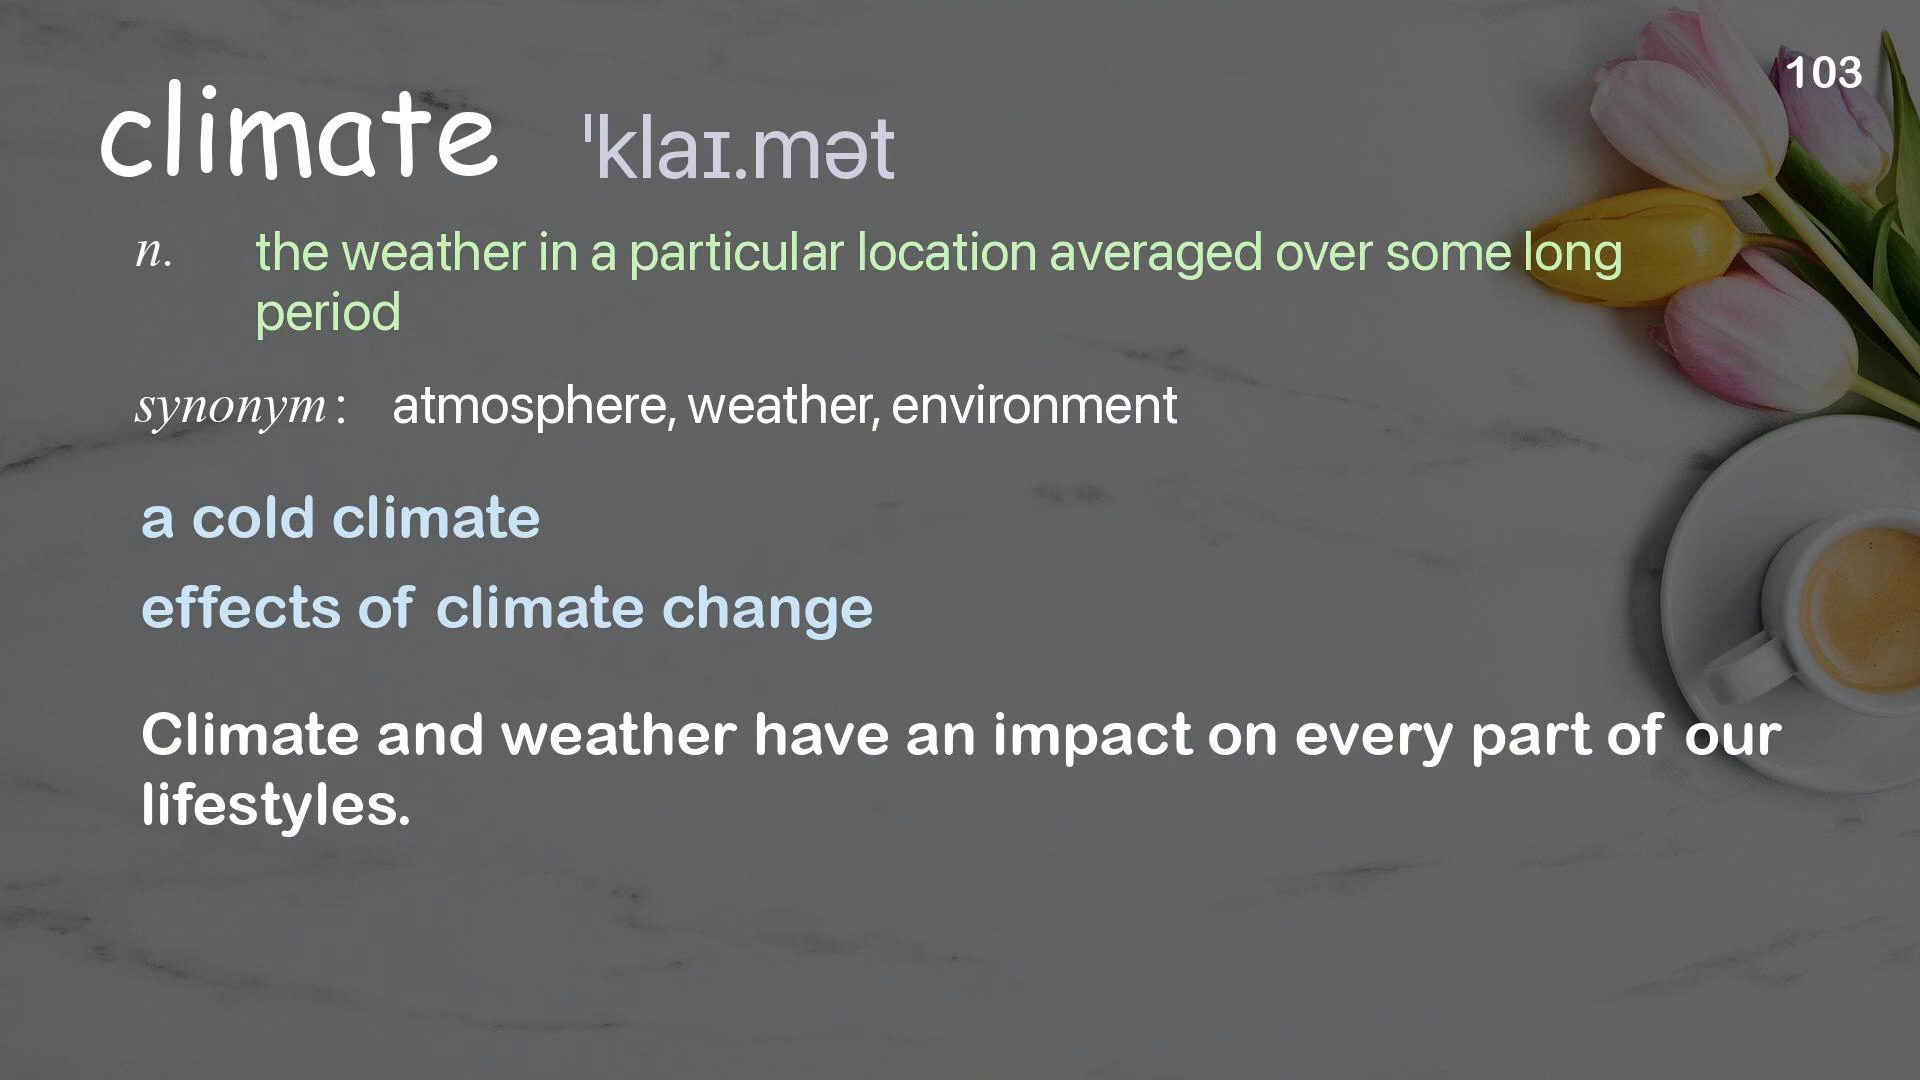 103
climate ˈklaɪ.mət
n. the weather in a particular location averaged over some long
period
synonym: atmosphere, weather, environment
a cold climate
effects of climate change
Climate and weather have an impact on every part of our
lifestyles.